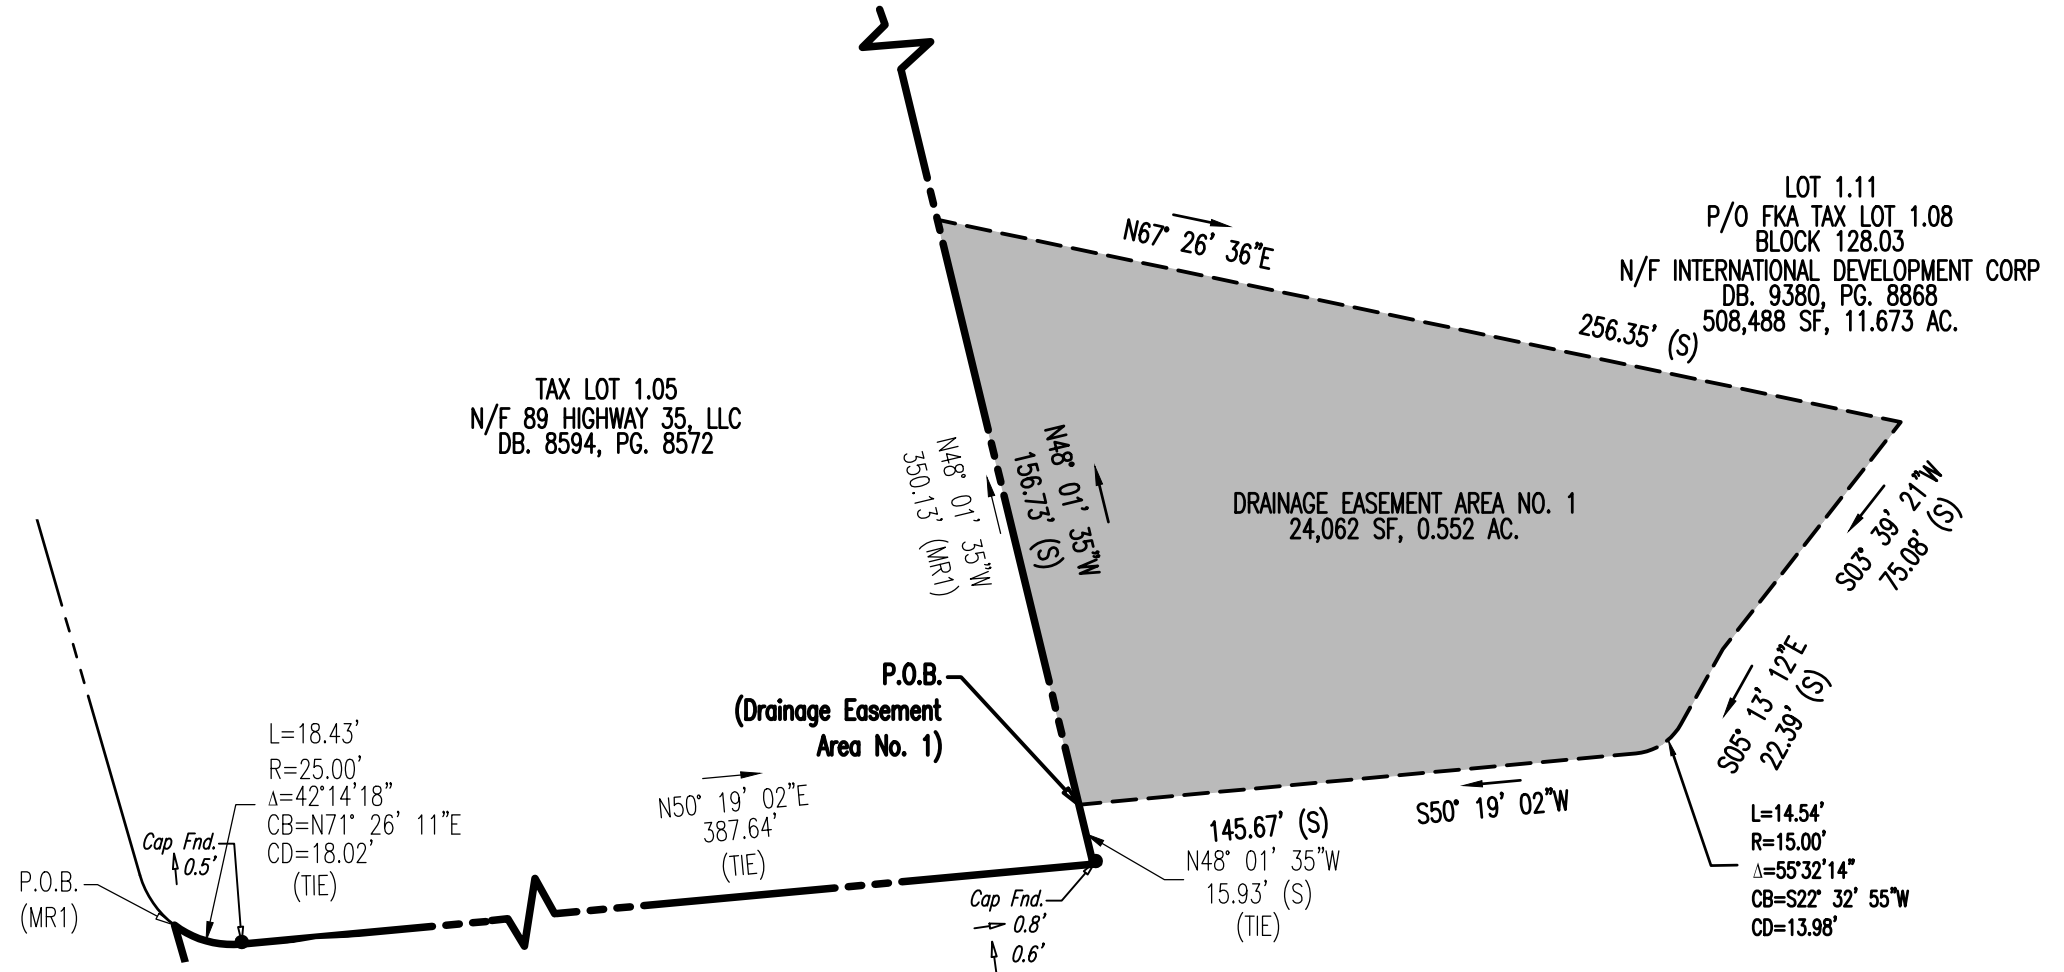 LOT 1.11
P/O FKA TAX LOT 1.08
BLOCK 128.03
N/F INTERNATIONAL DEVELOPMENT CORP
DB. 9380, PG. 8868
508,488 SF, 11.673 AC.
N67° 26' 36"E
256.35' (S)
TAX LOT 1.05
N/F 89 HIGHWAY 35, LLC
DB. 8594, PG. 8572
N48° 01' 35"W
350.13' (MR1)
N48° 01' 35"W
156.73' (S)
DRAINAGE EASEMENT AREA NO. 1
24,062 SF, 0.552 AC.
S03° 39' 21"W
75.08' (S)
S05° 13' 12"E
22.39' (S)
P.O.B.
(Drainage Easement
Area No. 1)
L=18.43'
R=25.00'
Δ=42°14'18"
CB=N71° 26' 11"E
CD=18.02'
(TIE)
Cap Fnd.
0.5'
P.O.B.
(MR1)
N50° 19' 02"E
387.64'
(TIE)
145.67' (S)
S50° 19' 02"W
N48° 01' 35"W
15.93' (S)
(TIE)
Cap Fnd.
0.8'
0.6'
L=14.54'
R=15.00'
Δ=55°32'14"
CB=S22° 32' 55"W
CD=13.98'